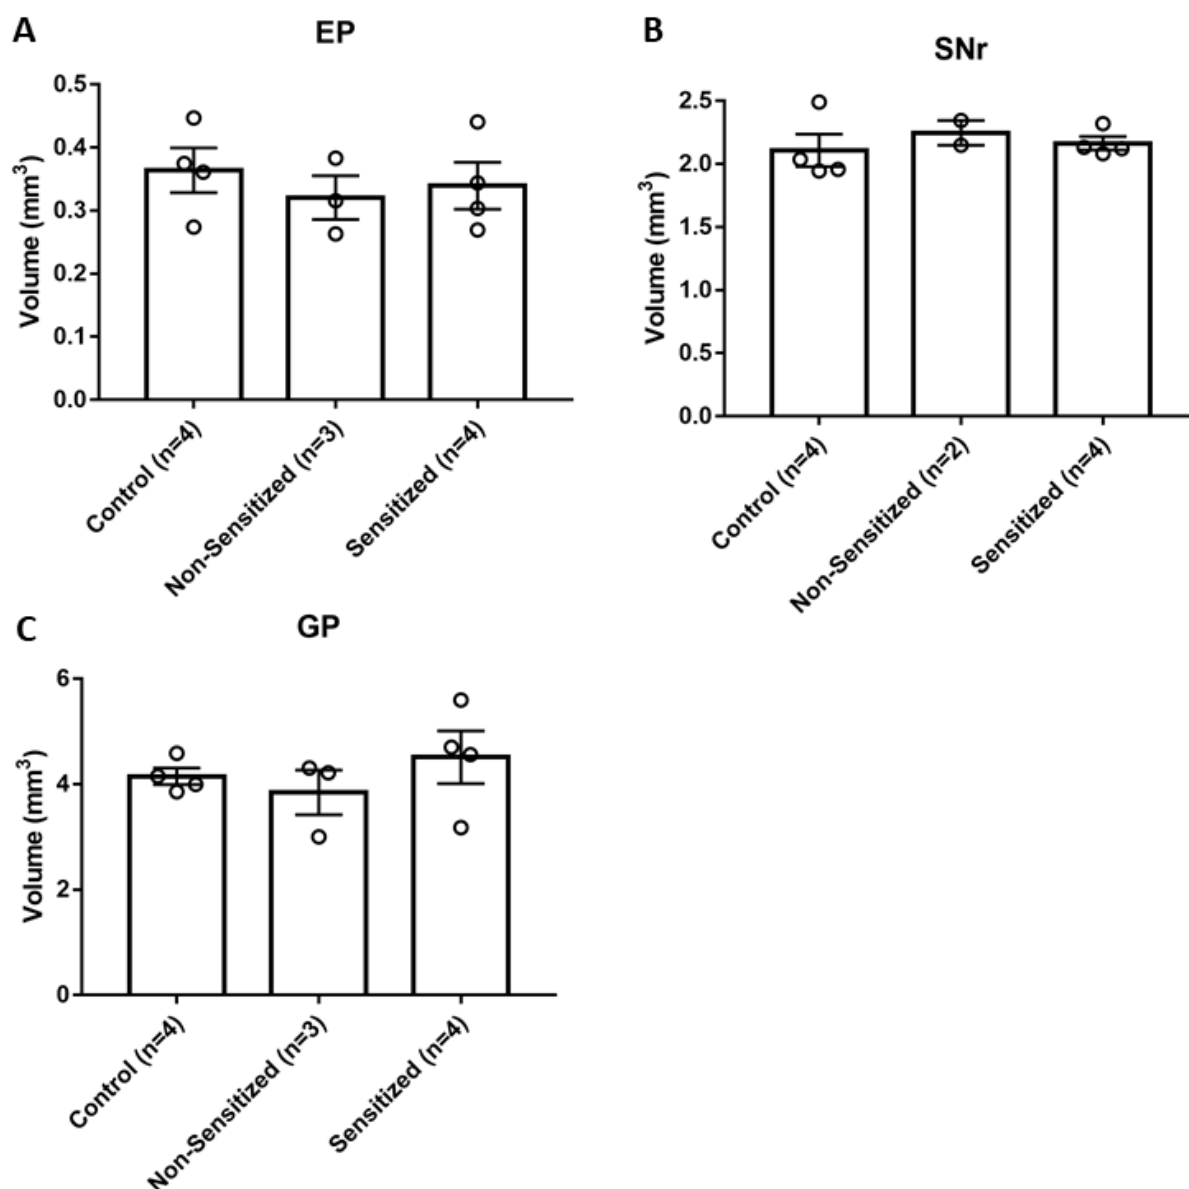 A
EP
Volume (mm³)
0.5
0.4
0.3
0.2
0.1
0.0
Control (n=4)
Non-Sensitized (n=3)
Sensitized (n=4)
B
SNr
Volume (mm³)
2.5
2.0
1.5
1.0
0.5
0.0
Control (n=4)
Non-Sensitized (n=2)
Sensitized (n=4)
C
GP
Volume (mm³)
6
4
2
0
Control (n=4)
Non-Sensitized (n=3)
Sensitized (n=4)